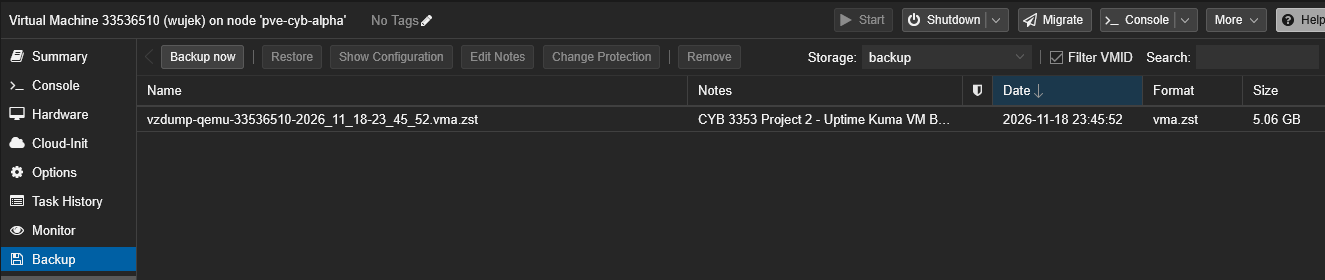 Virtual Machine 33536510 (wujek) on node 'pve-cyb-alpha' No Tags Start Shutdown Migrate Console More Help
Summary
Console
Hardware
Cloud-Init
Options
Task History
Monitor
Backup
Backup now Restore Show Configuration Edit Notes Change Protection Remove Storage: backup Filter VMID Search:
Name Notes Date Format Size
vzdump-qemu-33536510-2026_11_18-23_45_52.vma.zst CYB 3353 Project 2 - Uptime Kuma VM B... 2026-11-18 23:45:52 vma.zst 5.06 GB